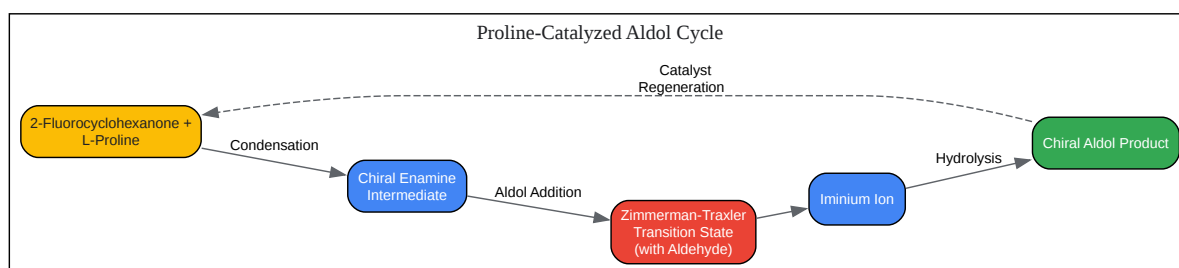 Proline-Catalyzed Aldol Cycle
Catalyst
Regeneration
2-Fluorocyclohexanone +
L-Proline
Condensation
Chiral Enamine
Intermediate
Aldol Addition
Zimmerman-Traxler
Transition State
(with Aldehyde)
Iminium Ion
Hydrolysis
Chiral Aldol Product